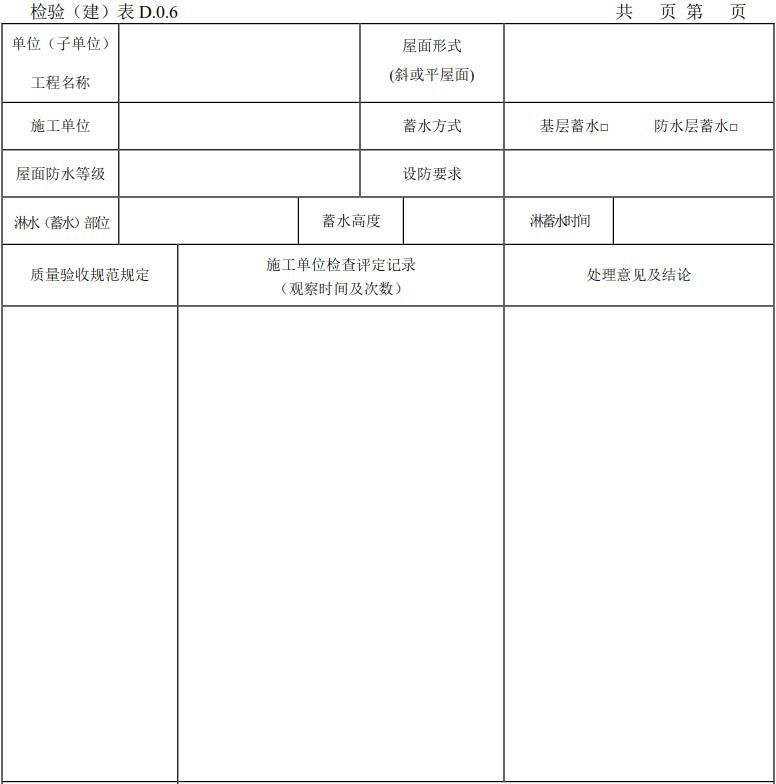 检验（建）表 D.0.6 共 页 第 页
单位（子单位）
工程名称
屋面形式
(斜或平屋面)
施工单位 蓄水方式 基层蓄水□ 防水层蓄水□
屋面防水等级 设防要求
淋水（蓄水）部位 蓄水高度 淋蓄水时间
质量验收规范规定
施工单位检查评定记录
（观察时间及次数）
处理意见及结论